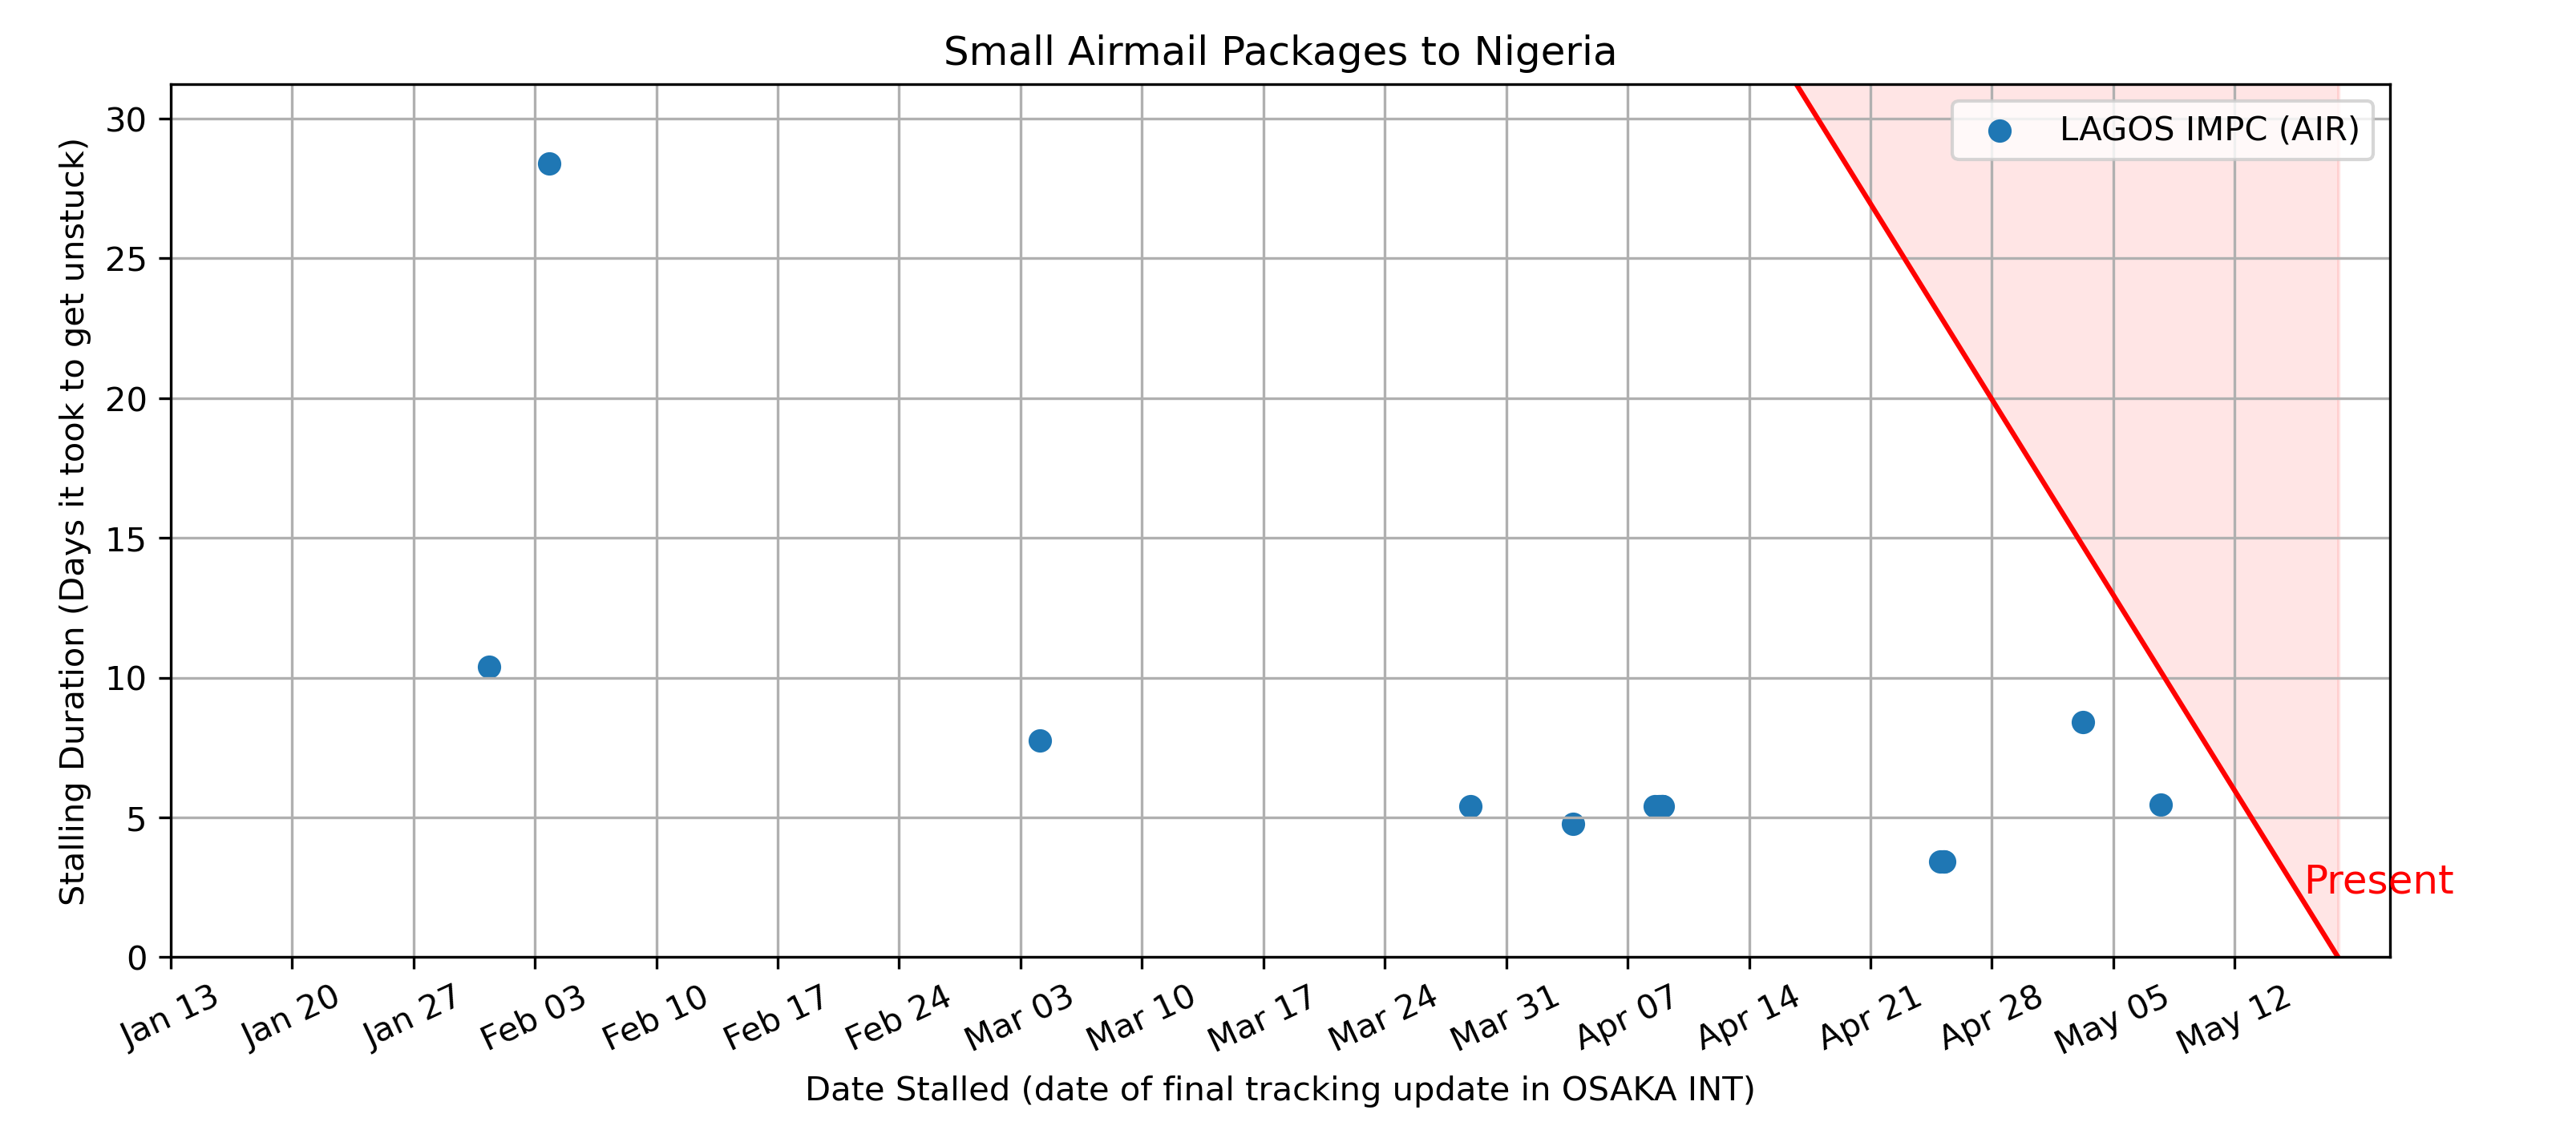 Small Airmail Packages to Nigeria
LAGOS IMPC (AIR)
Stalling Duration (Days it took to get unstuck)
30
25
20
15
10
5
0
Present
Jan 13
Jan 20
Jan 27
Feb 03
Feb 10
Feb 17
Feb 24
Mar 03
Mar 10
Mar 17
Mar 24
Mar 31
Apr 07
Apr 14
Apr 21
Apr 28
May 05
May 12
Date Stalled (date of final tracking update in OSAKA INT)